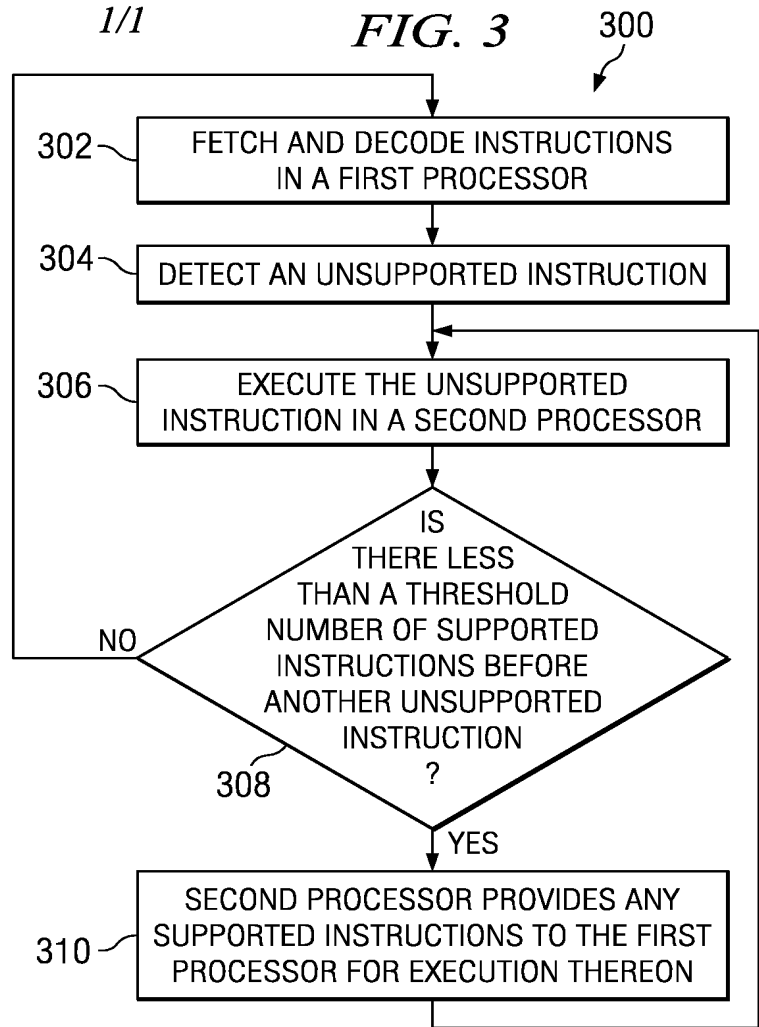 1/1
FIG. 3
300
302
FETCH AND DECODE INSTRUCTIONS
IN A FIRST PROCESSOR
304
DETECT AN UNSUPPORTED INSTRUCTION
306
EXECUTE THE UNSUPPORTED
INSTRUCTION IN A SECOND PROCESSOR
IS
THERE LESS
THAN A THRESHOLD
NUMBER OF SUPPORTED
INSTRUCTIONS BEFORE
ANOTHER UNSUPPORTED
INSTRUCTION
?
NO
308
YES
310
SECOND PROCESSOR PROVIDES ANY
SUPPORTED INSTRUCTIONS TO THE FIRST
PROCESSOR FOR EXECUTION THEREON